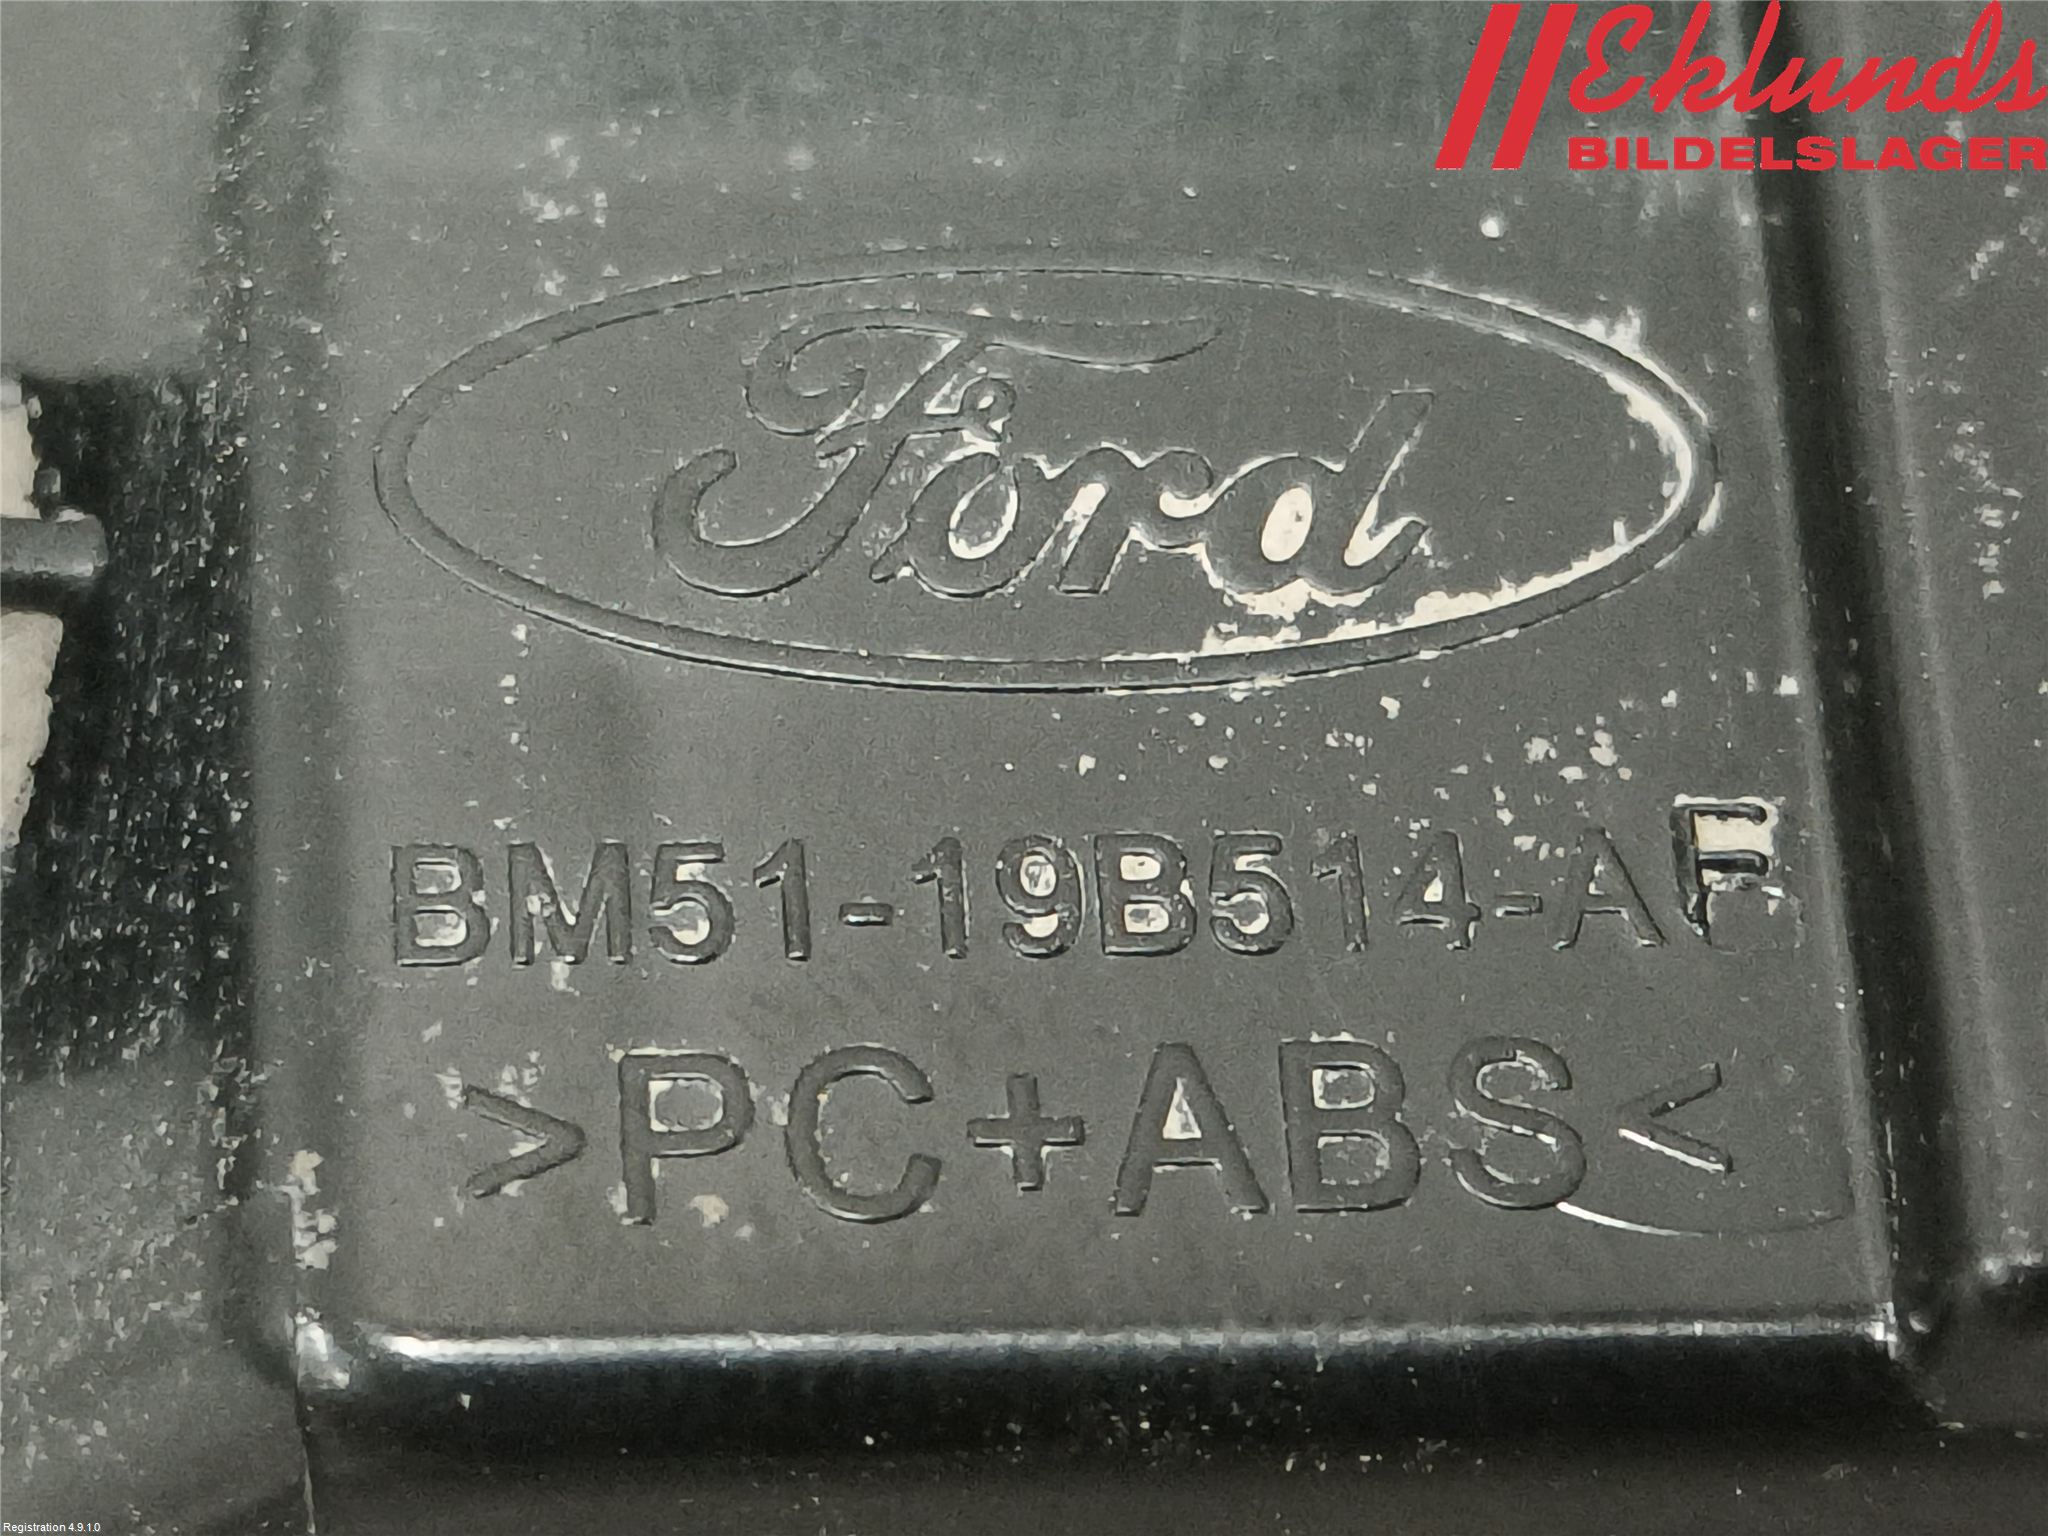 Eklunds
BILDELSLAGER
Ford
BM51-19B514-AF
>PC+ABS<
Registration 4.9.1.0